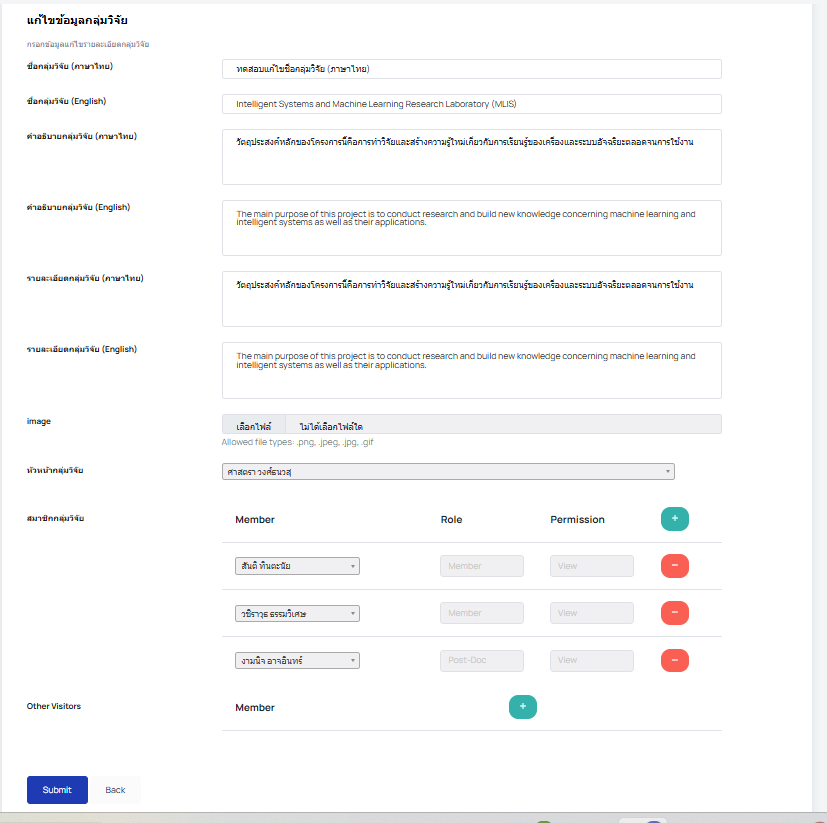 แก้ไขข้อมูลกลุ่มวิจัย
กรอกข้อมูลแก้ไขรายละเอียดกลุ่มวิจัย
ชื่อกลุ่มวิจัย (ภาษาไทย)
ทดสอบแก้ไขชื่อกลุ่มวิจัย (ภาษาไทย)
ชื่อกลุ่มวิจัย (English)
Intelligent Systems and Machine Learning Research Laboratory (MLIS)
คำอธิบายกลุ่มวิจัย (ภาษาไทย)
วัตถุประสงค์หลักของโครงการนี้คือการทำวิจัยและสร้างความรู้ใหม่เกี่ยวกับการเรียนรู้ของเครื่องและระบบอัจฉริยะตลอดจนการใช้งาน
คำอธิบายกลุ่มวิจัย (English)
The main purpose of this project is to conduct research and build new knowledge concerning machine learning and
intelligent systems as well as their applications.
รายละเอียดกลุ่มวิจัย (ภาษาไทย)
วัตถุประสงค์หลักของโครงการนี้คือการทำวิจัยและสร้างความรู้ใหม่เกี่ยวกับการเรียนรู้ของเครื่องและระบบอัจฉริยะตลอดจนการใช้งาน
รายละเอียดกลุ่มวิจัย (English)
The main purpose of this project is to conduct research and build new knowledge concerning machine learning and
intelligent systems as well as their applications.
image
เลือกไฟล์ ไม่ได้เลือกไฟล์ใด
Allowed file types: .png, .jpeg, .jpg, .gif
หัวหน้ากลุ่มวิจัย
ศาสตรา วงศ์ธนวสุ
สมาชิกกลุ่มวิจัย
Member Role Permission +
สันติ ทินตะนัย Member View −
วชิราวุธ ธรรมวิเศษ Member View −
งามนิจ อาจอินทร์ Post-Doc View −
Other Visitors
Member +
Submit Back